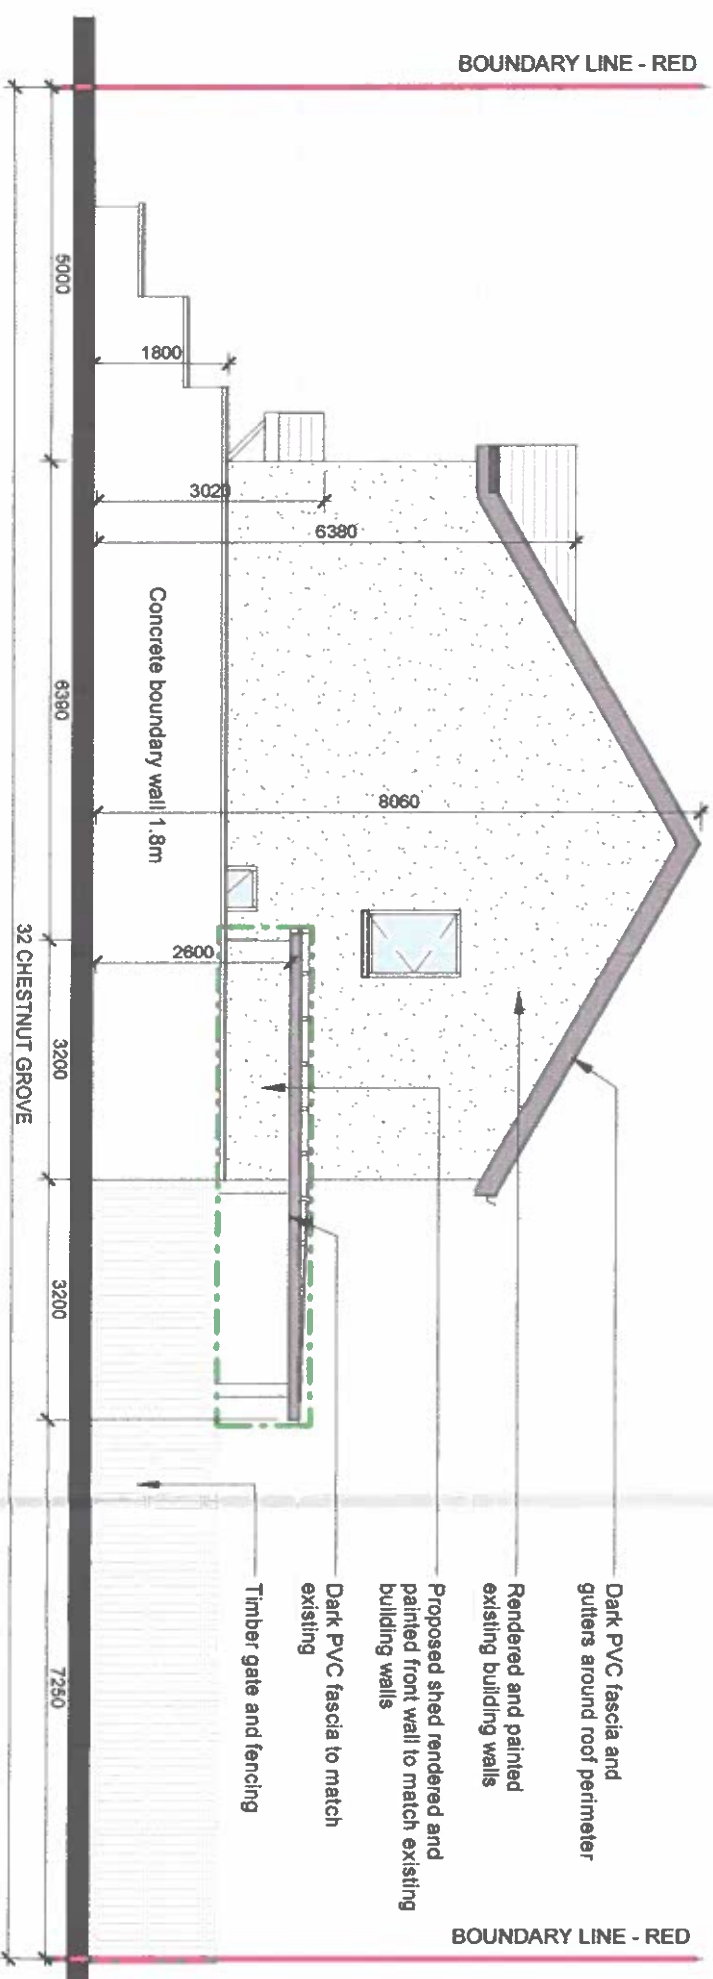 BOUNDARY LINE - RED
BOUNDARY LINE - RED
Dark PVC fascia and
gutters around roof perimeter
Rendered and painted
existing building walls
Proposed shed rendered and
painted front wall to match existing
building walls
Dark PVC fascia to match
existing
Timber gate and fencing
8060
6380
3020
1800
2600
Concrete boundary wall 1.8m
5000
6390
3200
3200
7250
32 CHESTNUT GROVE